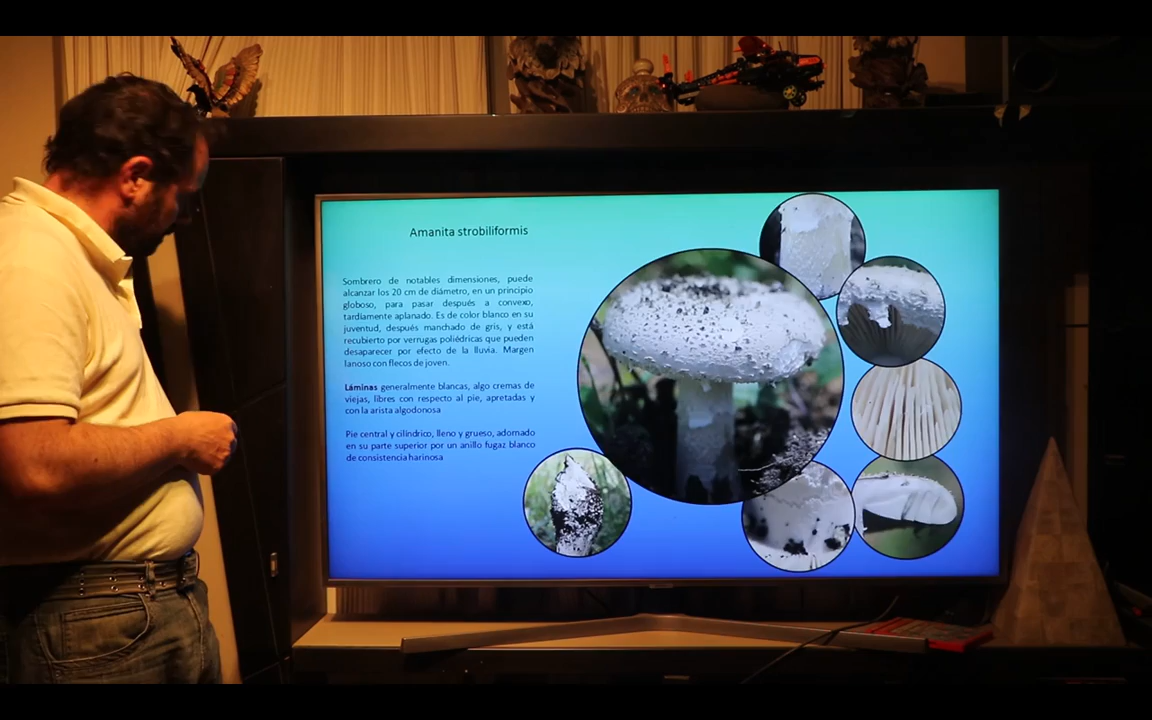 Amanita strobiliformis
Sombrero de notables dimensiones, puede
alcanzar los 20 cm de diámetro, en un principio
globoso, para pasar después a convexo,
tardiamente aplanado. Es de color blanco en su
juventud, después manchado de gris, y está
recubierto por verrugas poliédricas que pueden
desaparecer por efecto de la lluvia. Margen
lanoso con flecos de joven.
Láminas generalmente blancas, algo cremas de
viejas, libres con respecto al pie, apretadas y
con la arista algodonosa
Pie central y cilíndrico, lleno y grueso, adornado
en su parte superior por un anillo fugaz blanco
de consistencia harinosa